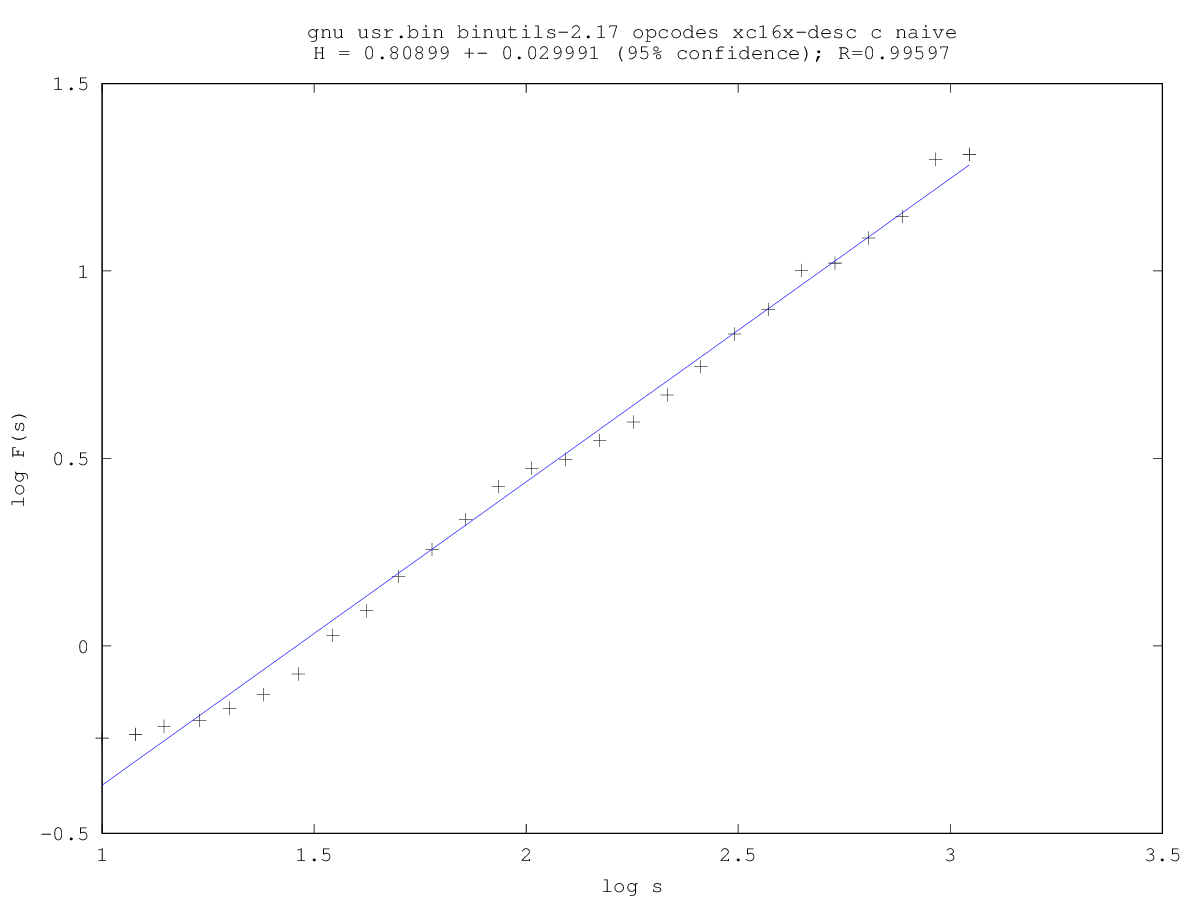 gnu usr.bin binutils-2.17 opcodes xc16x-desc c naive
H = 0.80899 +- 0.029991 (95% confidence); R=0.99597
1.5
1
0.5
0
-0.5
log F(s)
1 1.5 2 2.5 3 3.5
log s